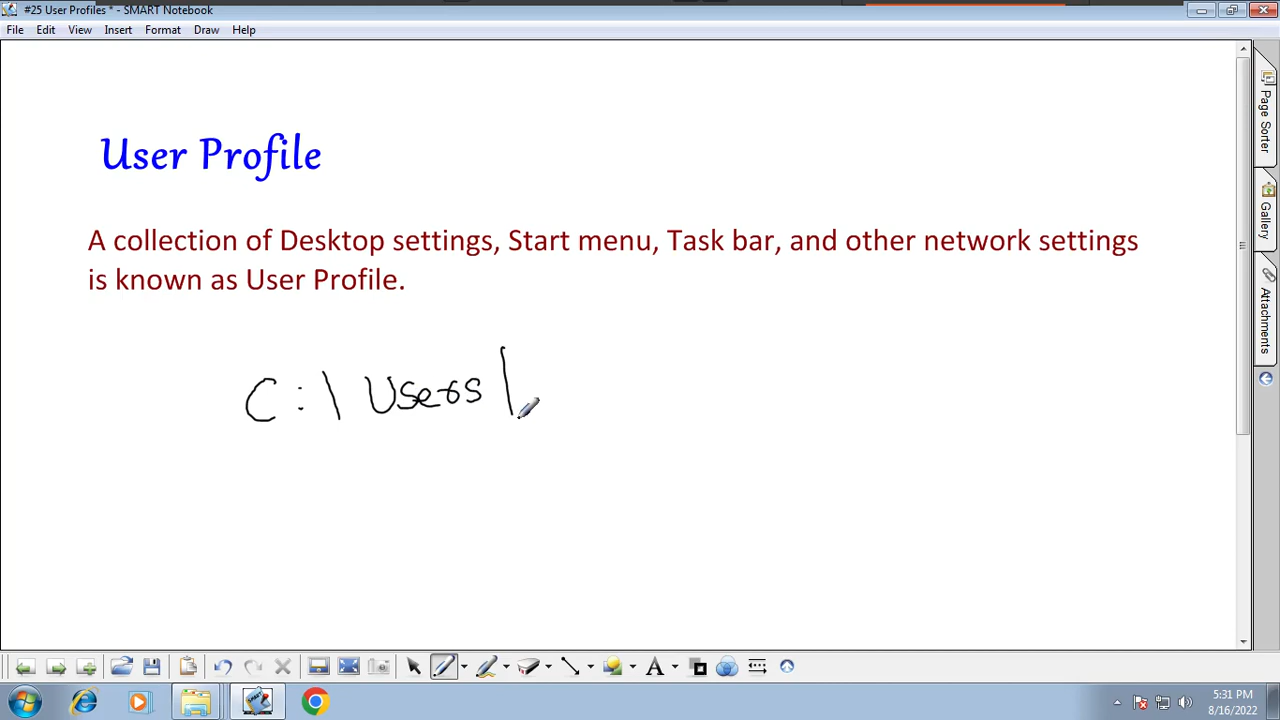 #25 User Profiles * - SMART Notebook
File Edit View Insert Format Draw Help
User Profile
A collection of Desktop settings, Start menu, Task bar, and other network settings
is known as User Profile.
C:\Users\
Page Sorter
Gallery
Attachments
5:31 PM
8/16/2022